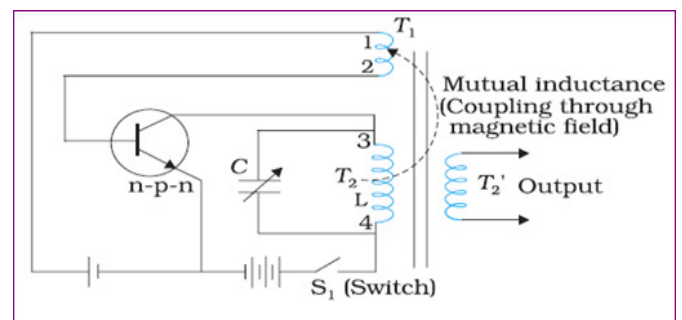 T₁
1
2
Mutual inductance
(Coupling through
magnetic field)
3
n-p-n
C
T₂
L
4
T₂' Output
S₁ (Switch)